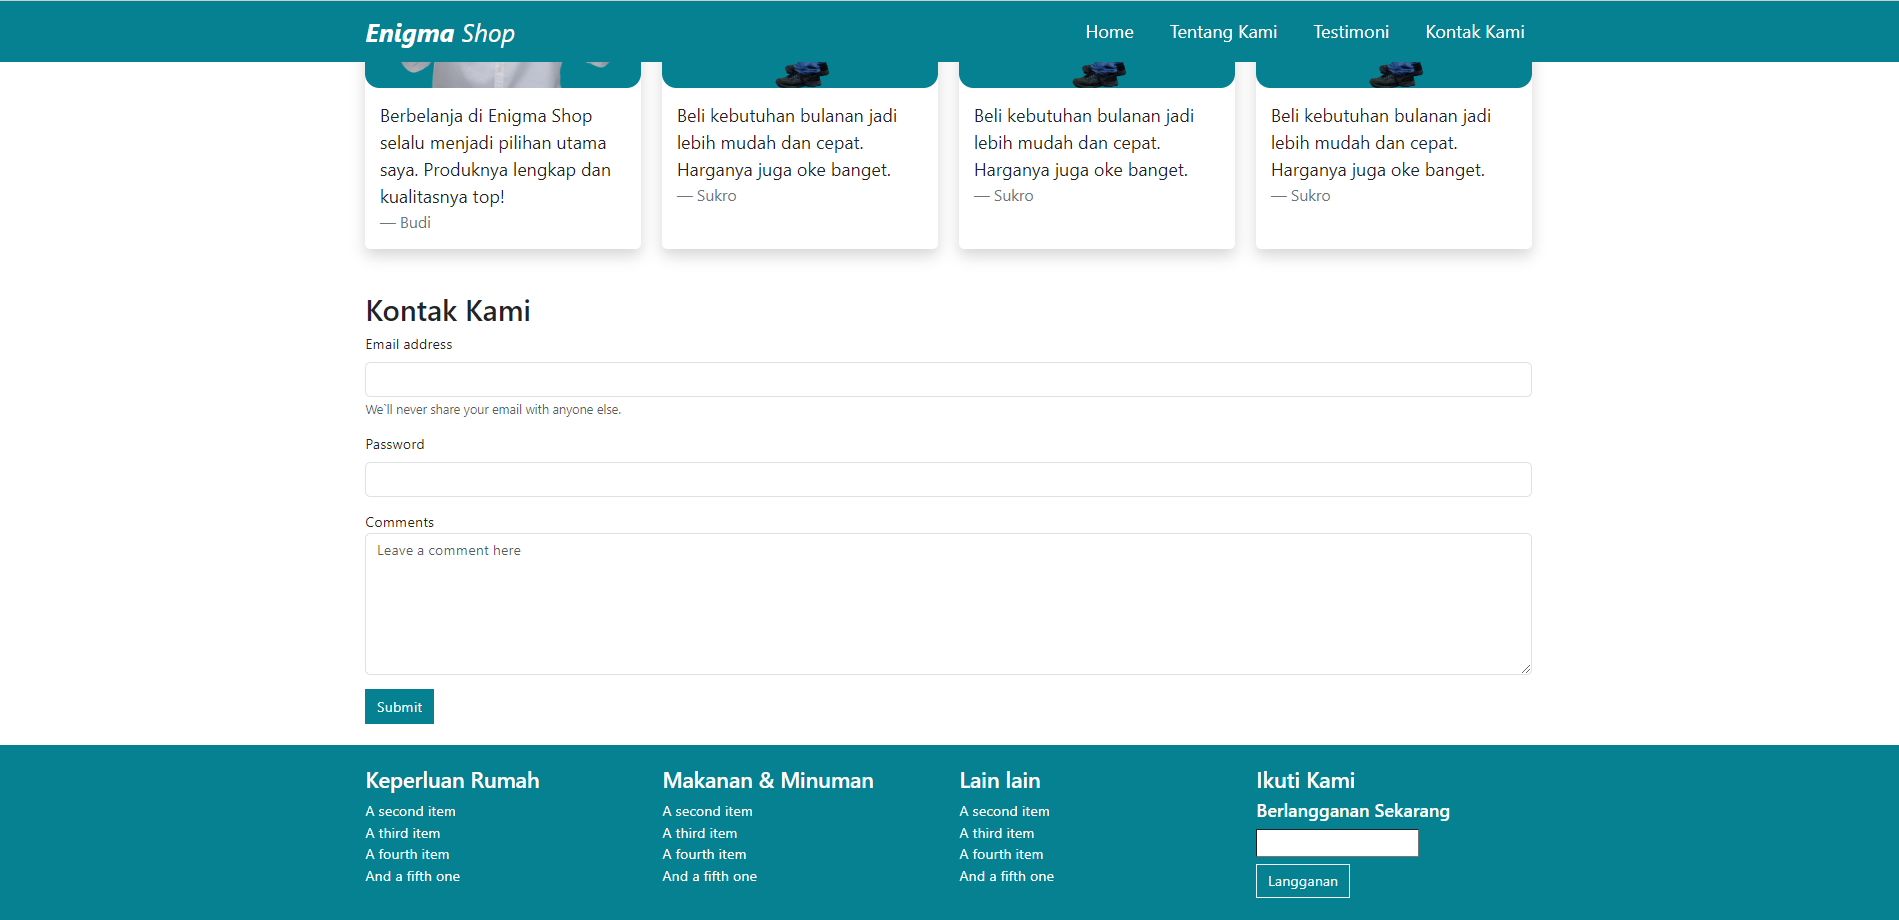 Enigma Shop
Home Tentang Kami Testimoni Kontak Kami
Berbelanja di Enigma Shop
selalu menjadi pilihan utama
saya. Produknya lengkap dan
kualitasnya top!
— Budi
Beli kebutuhan bulanan jadi
lebih mudah dan cepat.
Harganya juga oke banget.
— Sukro
Beli kebutuhan bulanan jadi
lebih mudah dan cepat.
Harganya juga oke banget.
— Sukro
Beli kebutuhan bulanan jadi
lebih mudah dan cepat.
Harganya juga oke banget.
— Sukro
Kontak Kami
Email address
We`ll never share your email with anyone else.
Password
Comments
Leave a comment here
Submit
Keperluan Rumah
A second item
A third item
A fourth item
And a fifth one
Makanan & Minuman
A second item
A third item
A fourth item
And a fifth one
Lain lain
A second item
A third item
A fourth item
And a fifth one
Ikuti Kami
Berlangganan Sekarang
Langganan